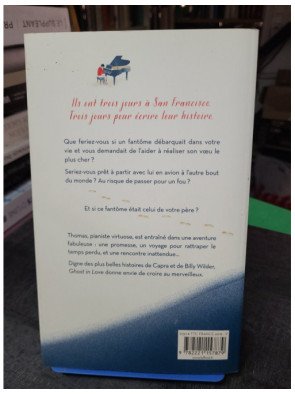 LE SUPPLÉANT
Ils ont trois jours à San Francisco.
Trois jours pour écrire leur histoire.
Que feriez-vous si un fantôme débarquait dans votre
vie et vous demandait de l'aider à réaliser son vœu le
plus cher ?
Seriez-vous prêt à partir avec lui en avion à l'autre bout
du monde ? Au risque de passer pour un fou ?
Et si ce fantôme était celui de votre père ?
Thomas, pianiste virtuose, est entraîné dans une aventure
fabuleuse : une promesse, un voyage pour rattraper le
temps perdu, et une rencontre inattendue...
Digne des plus belles histoires de Capra et de Billy Wilder,
Ghost in Love donne envie de croire au merveilleux.